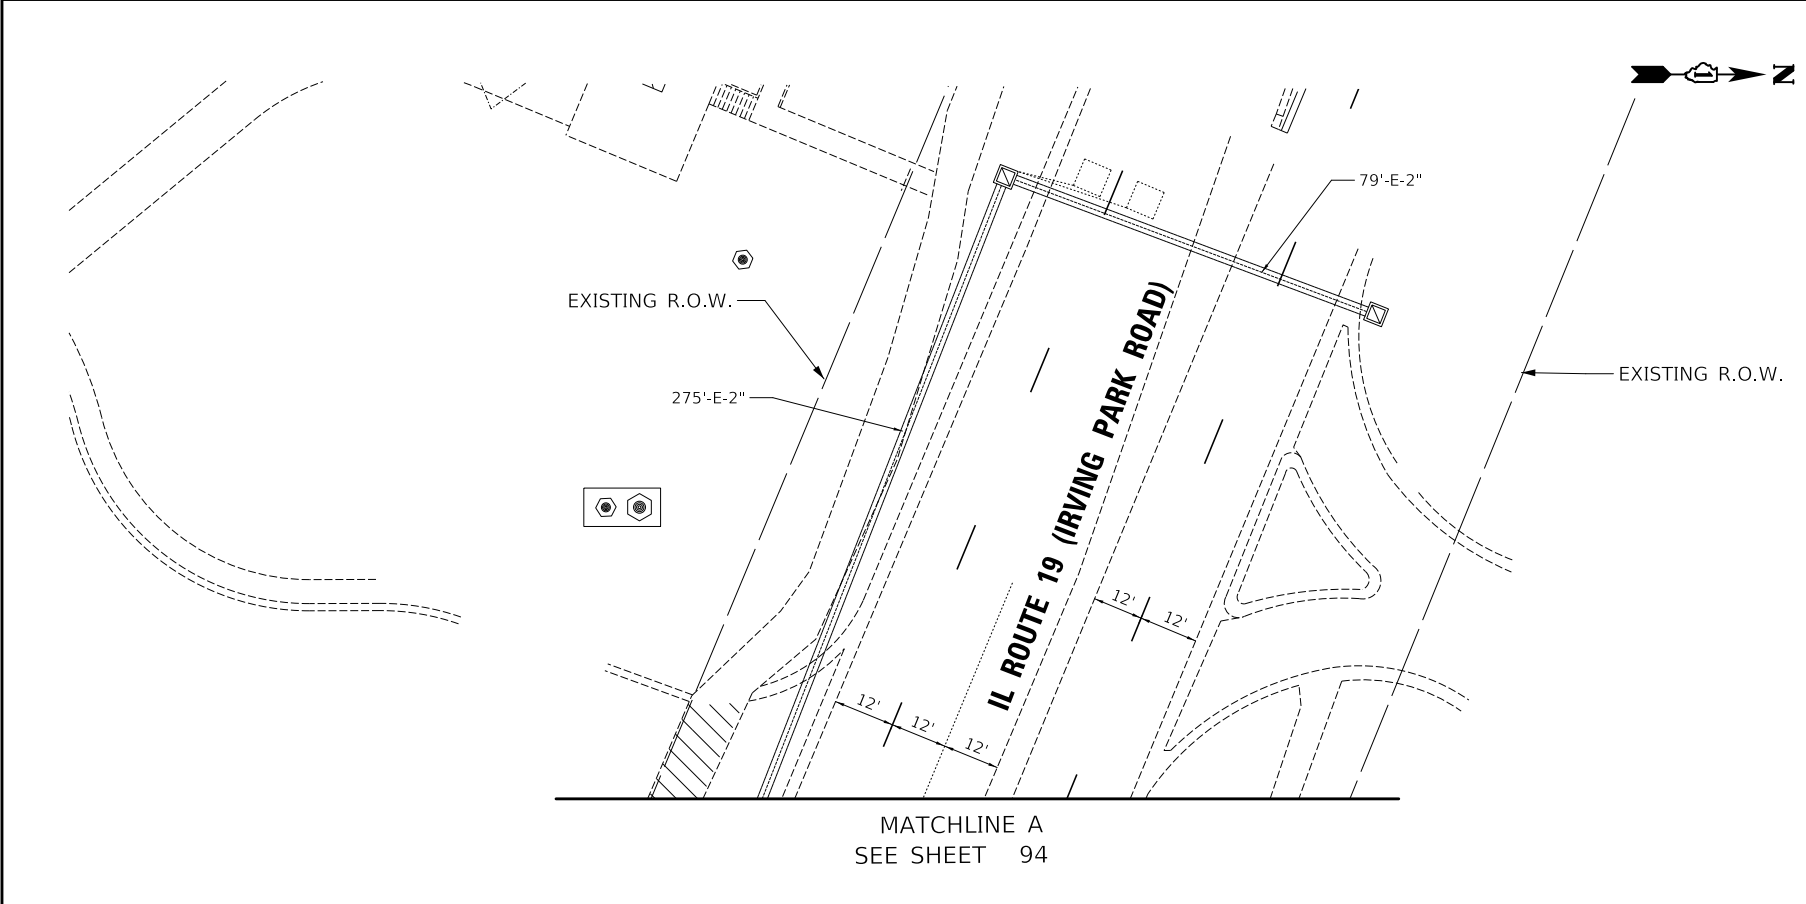 N
79'-E-2"
EXISTING R.O.W.
EXISTING R.O.W.
275'-E-2"
IL ROUTE 19 (IRVING PARK ROAD)
12'
12'
12'
12'
12'
MATCHLINE A
SEE SHEET 94